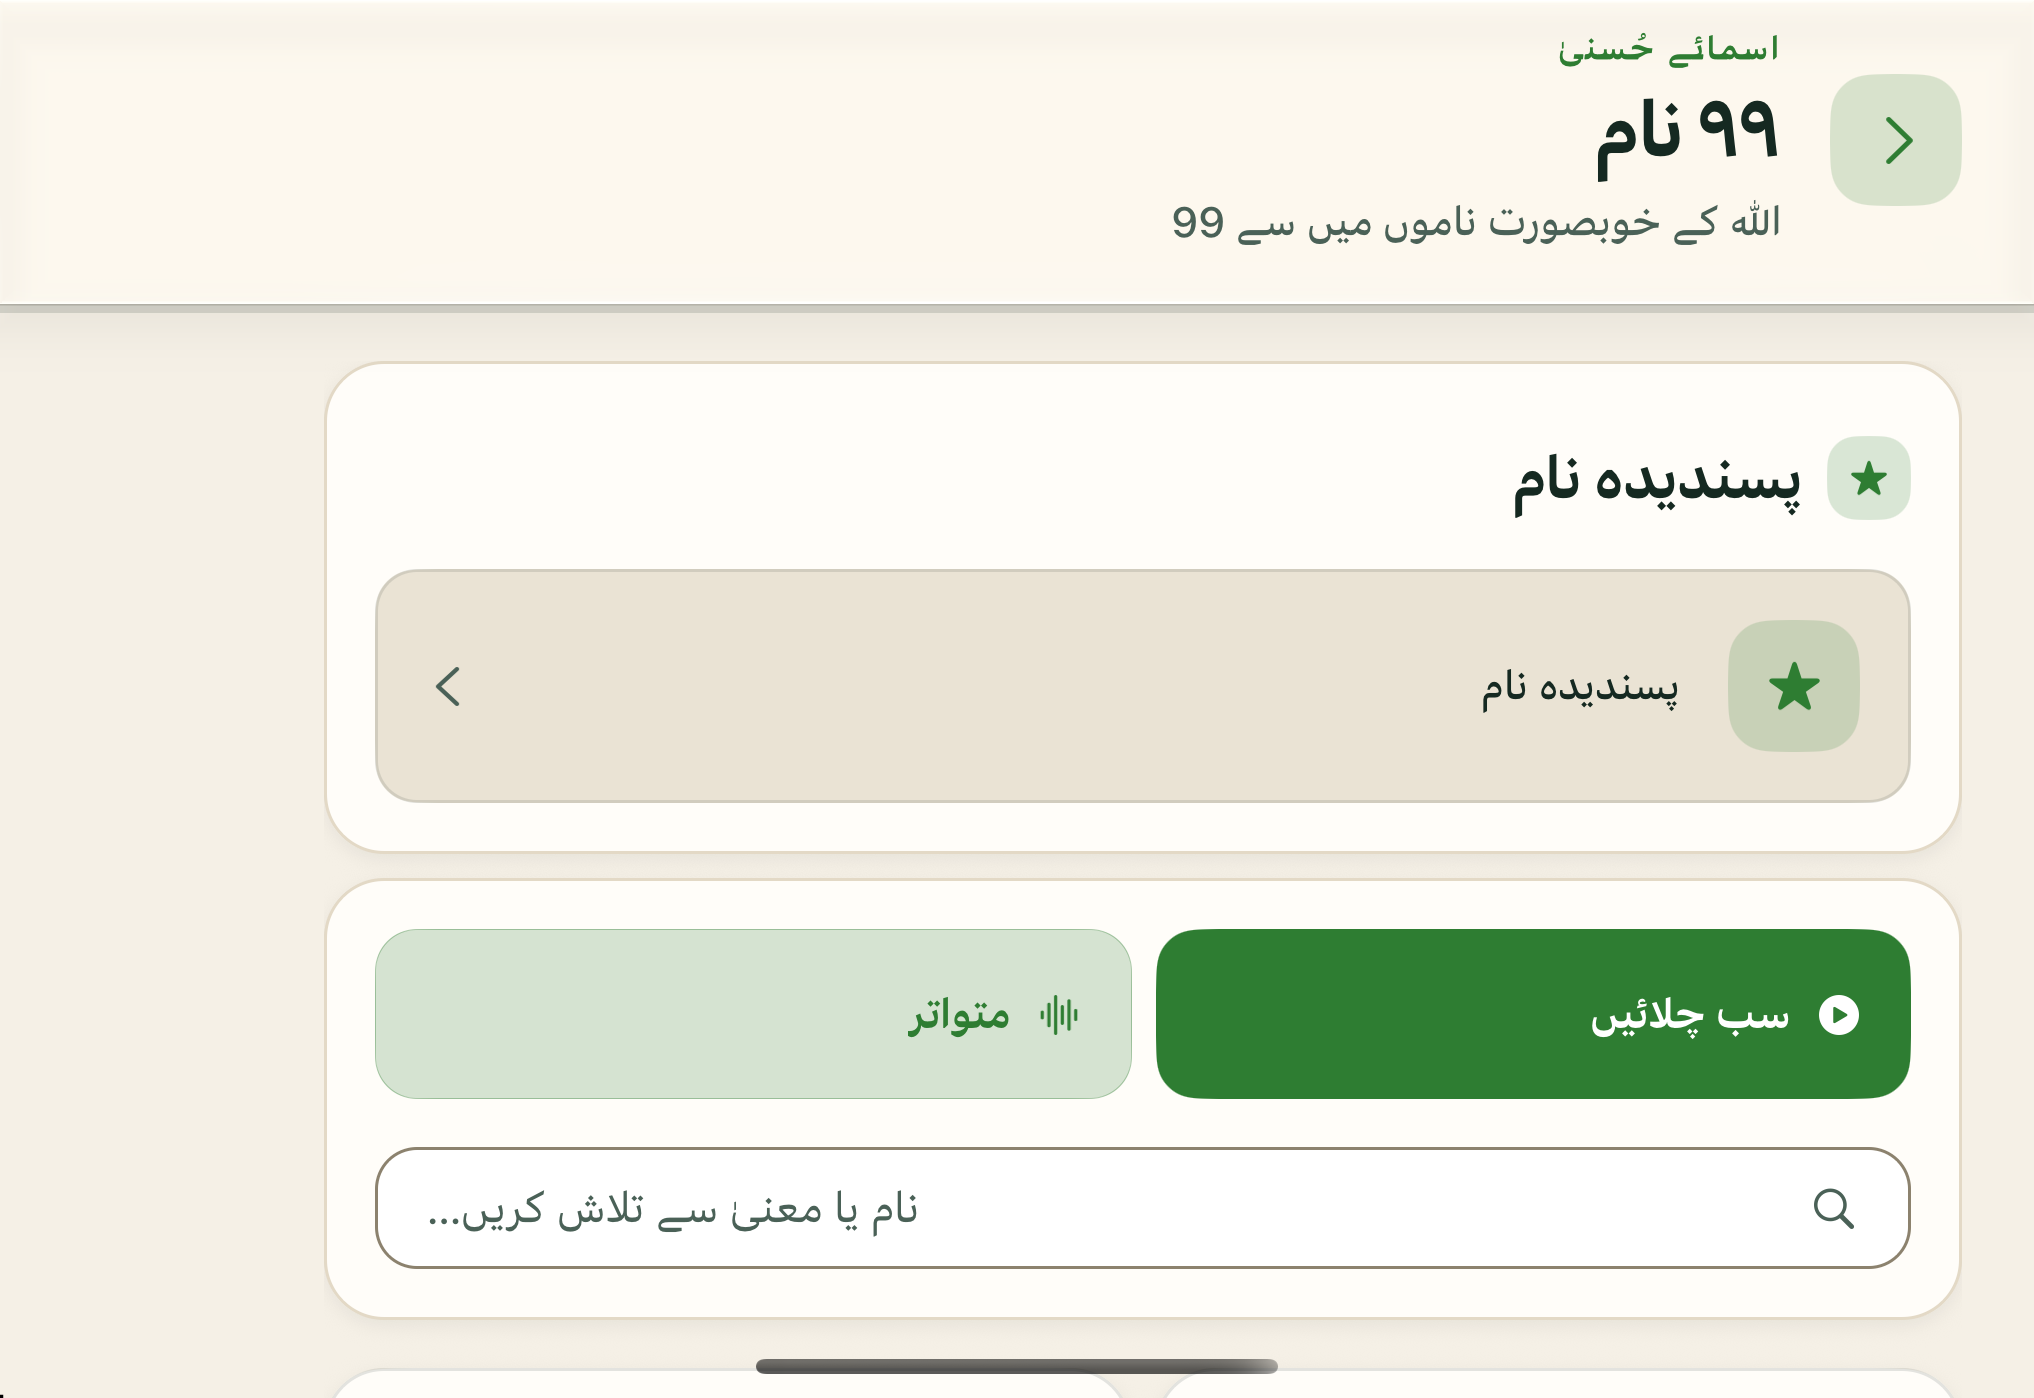 اسمائے حُسنیٰ
۹۹ نام
اللہ کے خوبصورت ناموں میں سے 99
پسندیدہ نام
پسندیدہ نام
سب چلائیں
متواتر
نام یا معنیٰ سے تلاش کریں...